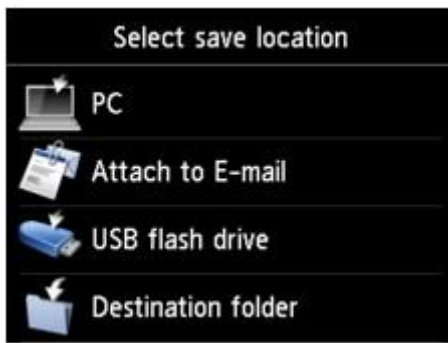 Select save location
PC
Attach to E-mail
USB flash drive
Destination folder